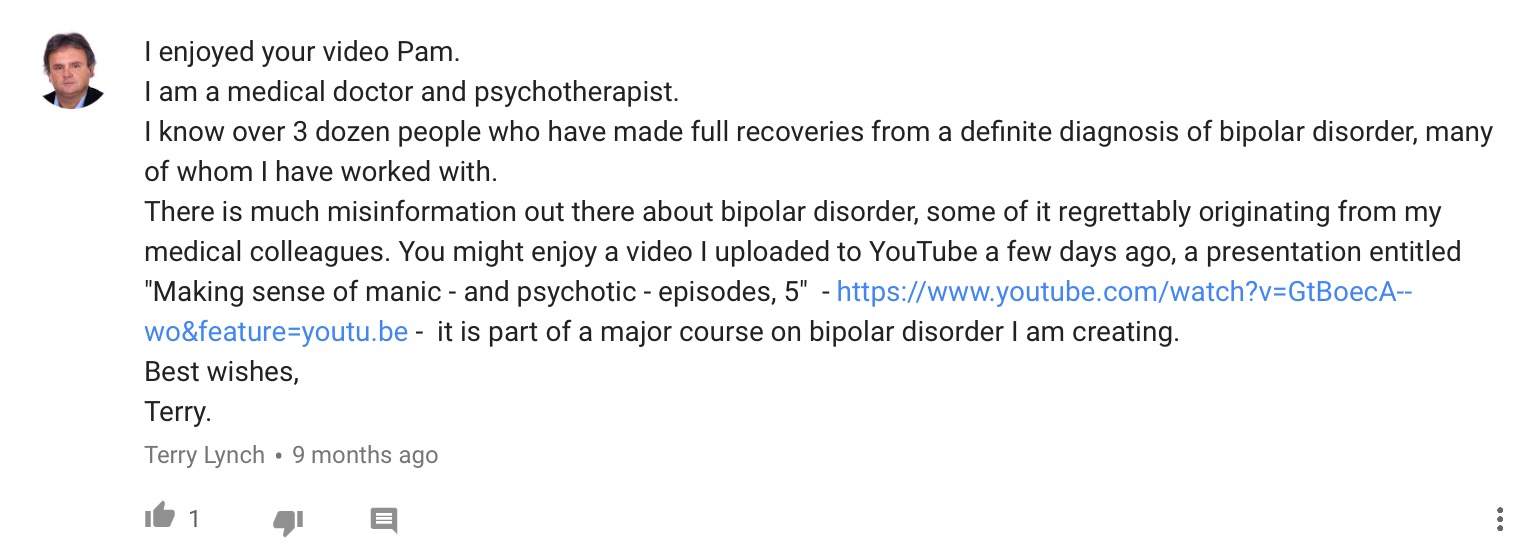 I enjoyed your video Pam.
I am a medical doctor and psychotherapist.
I know over 3 dozen people who have made full recoveries from a definite diagnosis of bipolar disorder, many
of whom I have worked with.
There is much misinformation out there about bipolar disorder, some of it regrettably originating from my
medical colleagues. You might enjoy a video I uploaded to YouTube a few days ago, a presentation entitled
"Making sense of manic - and psychotic - episodes, 5"  - https://www.youtube.com/watch?v=GtBoecA--
wo&feature=youtu.be -  it is part of a major course on bipolar disorder I am creating.
Best wishes,
Terry.
Terry Lynch • 9 months ago
1